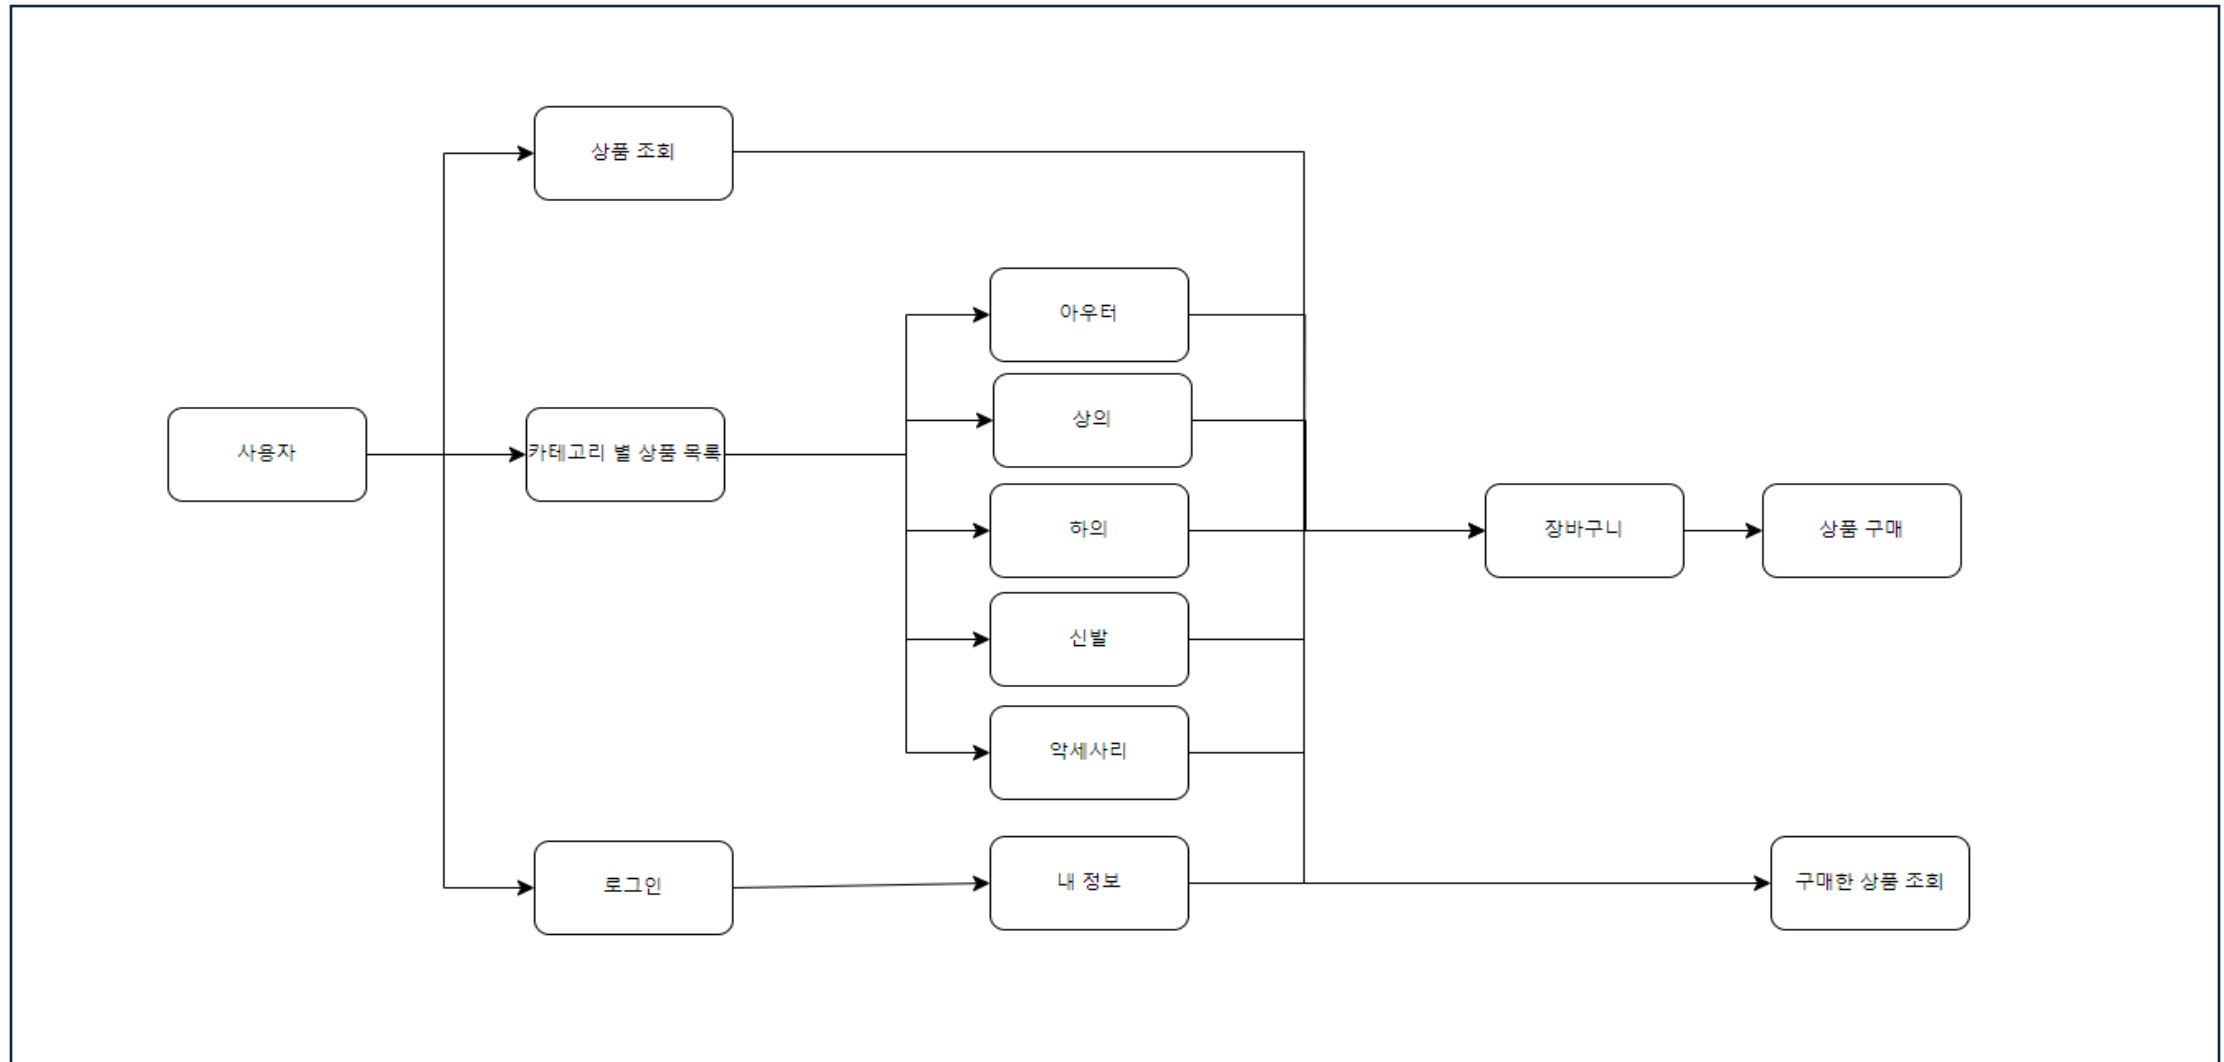 상품 조회
아우터
상의
사용자
카테고리 별 상품 목록
하의
장바구니
상품 구매
신발
악세사리
로그인
내 정보
구매한 상품 조회